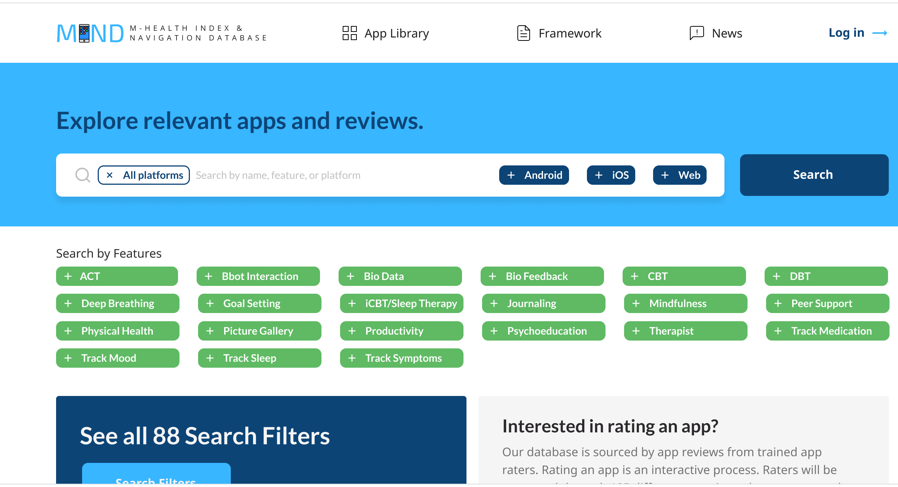 MIND M-HEALTH INDEX &
NAVIGATION DATABASE
App Library
Framework
News
Log in
Explore relevant apps and reviews.
× All platforms Search by name, feature, or platform + Android + iOS + Web
Search
Search by Features
+ ACT + Bbot Interaction + Bio Data + Bio Feedback + CBT + DBT
+ Deep Breathing + Goal Setting + iCBT/Sleep Therapy + Journaling + Mindfulness + Peer Support
+ Physical Health + Picture Gallery + Productivity + Psychoeducation + Therapist + Track Medication
+ Track Mood + Track Sleep + Track Symptoms
See all 88 Search Filters
Search Filters
Interested in rating an app?
Our database is sourced by app reviews from trained app
raters. Rating an app is an interactive process. Raters will be